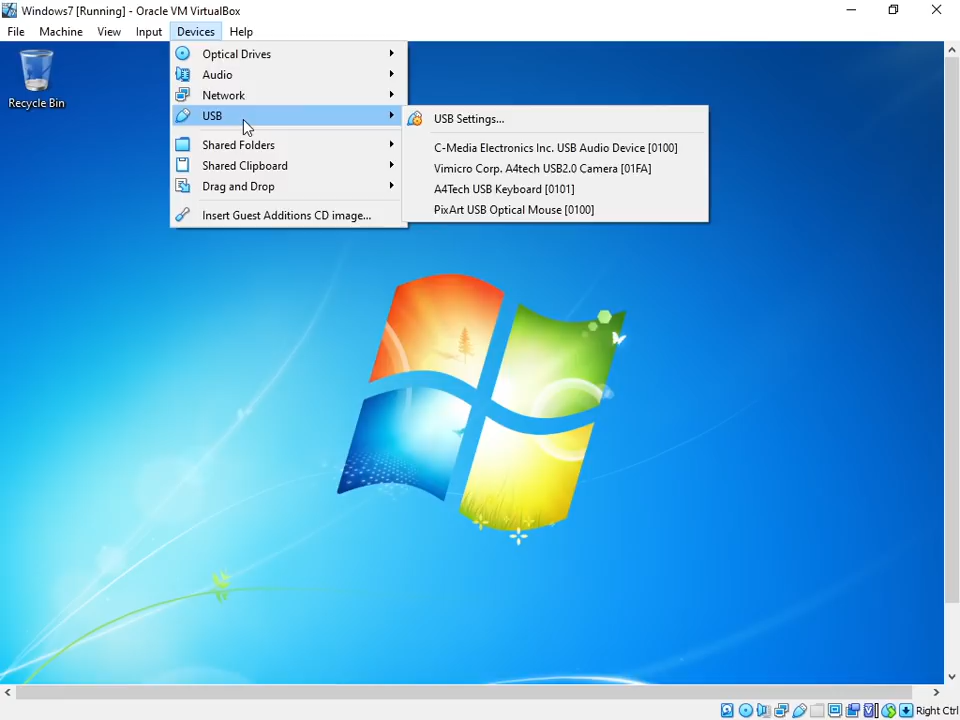 Windows7 [Running] - Oracle VM VirtualBox
File Machine View Input Devices Help
Recycle Bin
Optical Drives
Audio
Network
USB
Shared Folders
Shared Clipboard
Drag and Drop
Insert Guest Additions CD image...
USB Settings...
C-Media Electronics Inc. USB Audio Device [0100]
Vimicro Corp. A4tech USB2.0 Camera [01FA]
A4Tech USB Keyboard [0101]
PixArt USB Optical Mouse [0100]
Right Ctrl